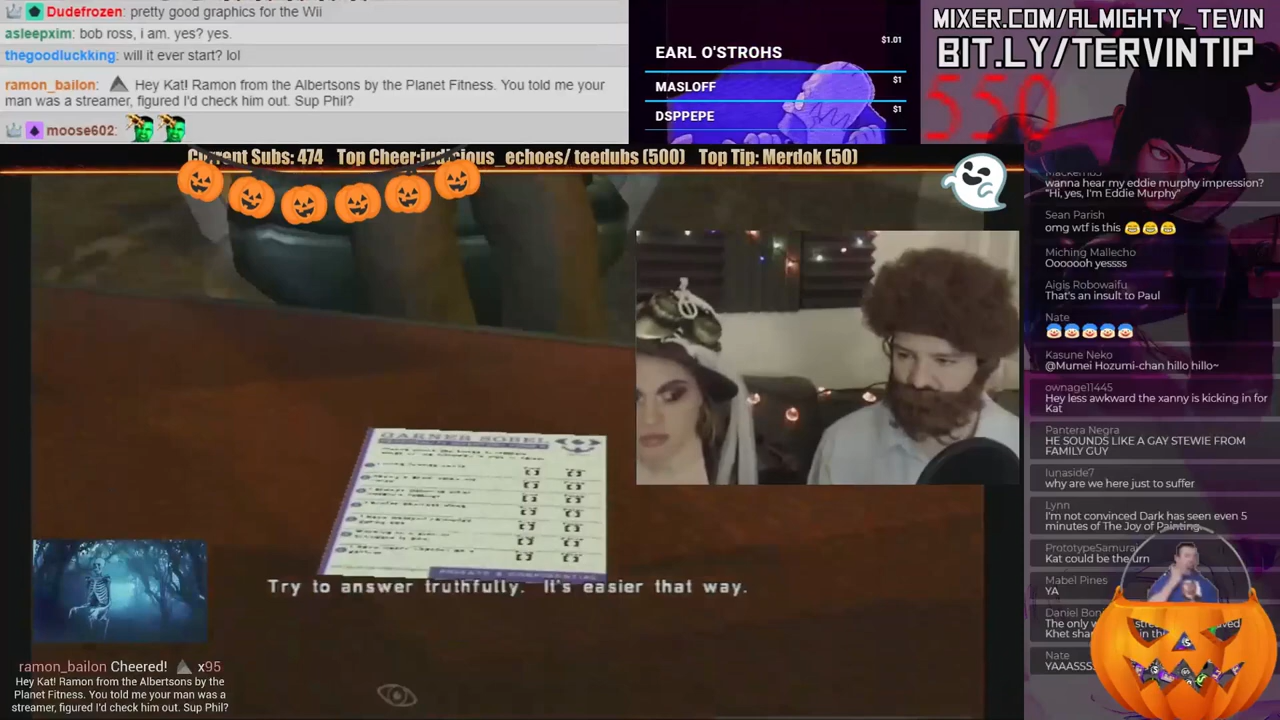 Dudefrozen: pretty good graphics for the Wii
asleepxim: bob ross, i am. yes? yes.
thegoodluckking: will it ever start? lol
ramon_bailon: Hey Kat! Ramon from the Albertsons by the Planet Fitness. You told me your
man was a streamer, figured I'd check him out. Sup Phil?
moose602:
$1.01
EARL O'STROHS
$1
MASLOFF
$1
DSPPEPE
MIXER.COM/ALMIGHTY_TEVIN
BIT.LY/TERVINTIP
550
Current Subs: 474 Top Cheer:judicious_echoes/ teedubs (500) Top Tip: Merdok (50)
wanna hear my eddie murphy impression?
"Hi, yes, I'm Eddie Murphy"
Sean Parish
omg wtf is this 😂😂😂
Miching Mallecho
Ooooooh yessss
Aigis Robowaifu
That's an insult to Paul
Nate
🤡🤡🤡🤡🤡
Kasune Neko
@Mumei Hozumi-chan hillo hillo~
ownage11445
Hey less awkward the xanny is kicking in for
Kat
Pantera Negra
HE SOUNDS LIKE A GAY STEWIE FROM
FAMILY GUY
lunaside7
why are we here just to suffer
Lynn
I'm not convinced Dark has seen even 5
minutes of The Joy of Painting.
PrototypeSamurai
Kat could be the urn
Mabel Pines
YA
Daniel
The only
Khet
Nate
YAAASSS
GARNER SOBEL
Try to answer truthfully. It's easier that way.
ramon_bailon Cheered! x95
Hey Kat! Ramon from the Albertsons by the
Planet Fitness. You told me your man was a
streamer, figured I'd check him out. Sup Phil?